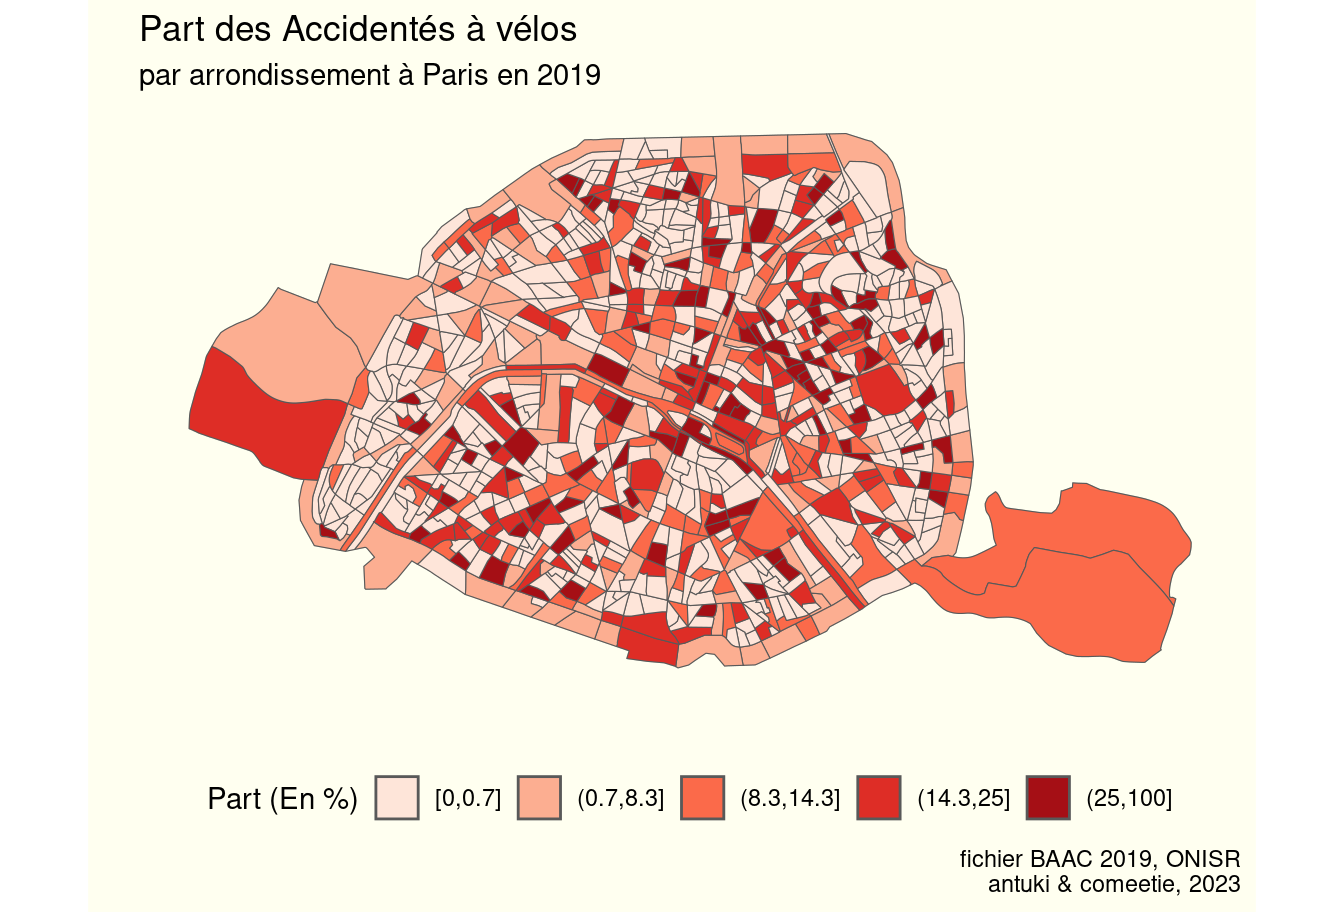 Part des Accidentés à vélos
par arrondissement à Paris en 2019
Part (En %) [0,0.7] (0.7,8.3] (8.3,14.3] (14.3,25] (25,100]
fichier BAAC 2019, ONISR
antuki & comeetie, 2023